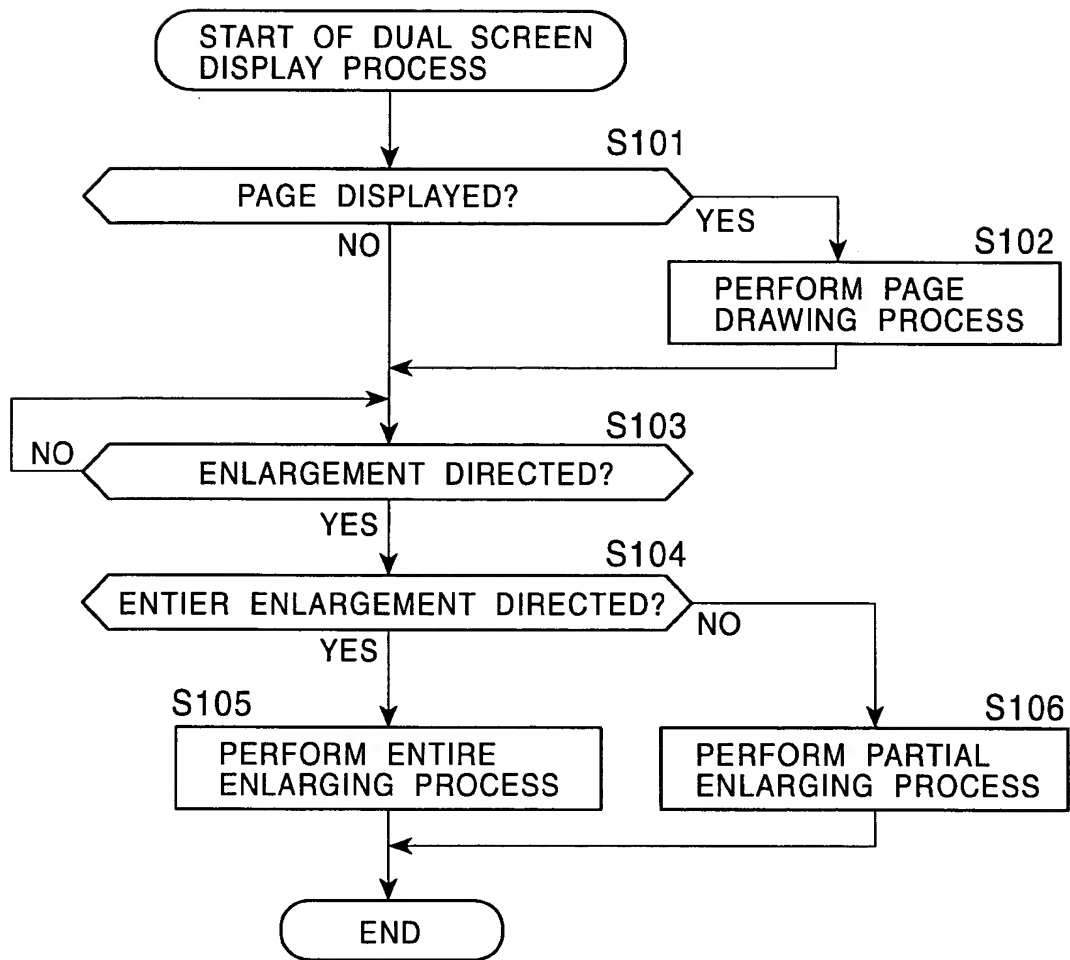 START OF DUAL SCREEN
DISPLAY PROCESS
S101
PAGE DISPLAYED?
YES
NO
S102
PERFORM PAGE
DRAWING PROCESS
S103
NO
ENLARGEMENT DIRECTED?
YES
S104
ENTIER ENLARGEMENT DIRECTED?
NO
YES
S105
PERFORM ENTIRE
ENLARGING PROCESS
S106
PERFORM PARTIAL
ENLARGING PROCESS
END